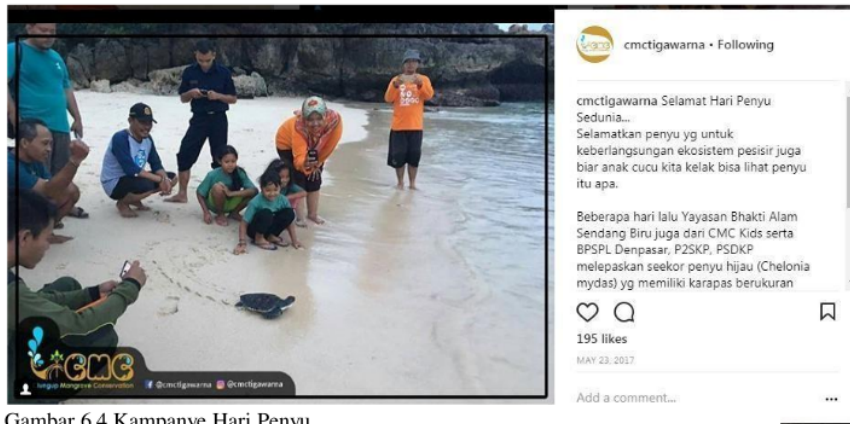 cmctigawarna • Following
cmctigawarna Selamat Hari Penyu
Sedunia...
Selamatkan penyu yg untuk
keberlangsungan ekosistem pesisir juga
biar anak cucu kita kelak bisa lihat penyu
itu apa.
Beberapa hari lalu Yayasan Bhakti Alam
Sendang Biru juga dari CMC Kids serta
BPSPL Denpasar, P2SKP, PSDKP
melepaskan seekor penyu hijau (Chelonia
mydas) yg memiliki karapas berukuran
195 likes
MAY 23, 2017
Add a comment...
CMC
Clungup Mangrove Conservation
@cmctigawarna @cmctigawarna
Gambar 6.4 Kampanye Hari Penyu